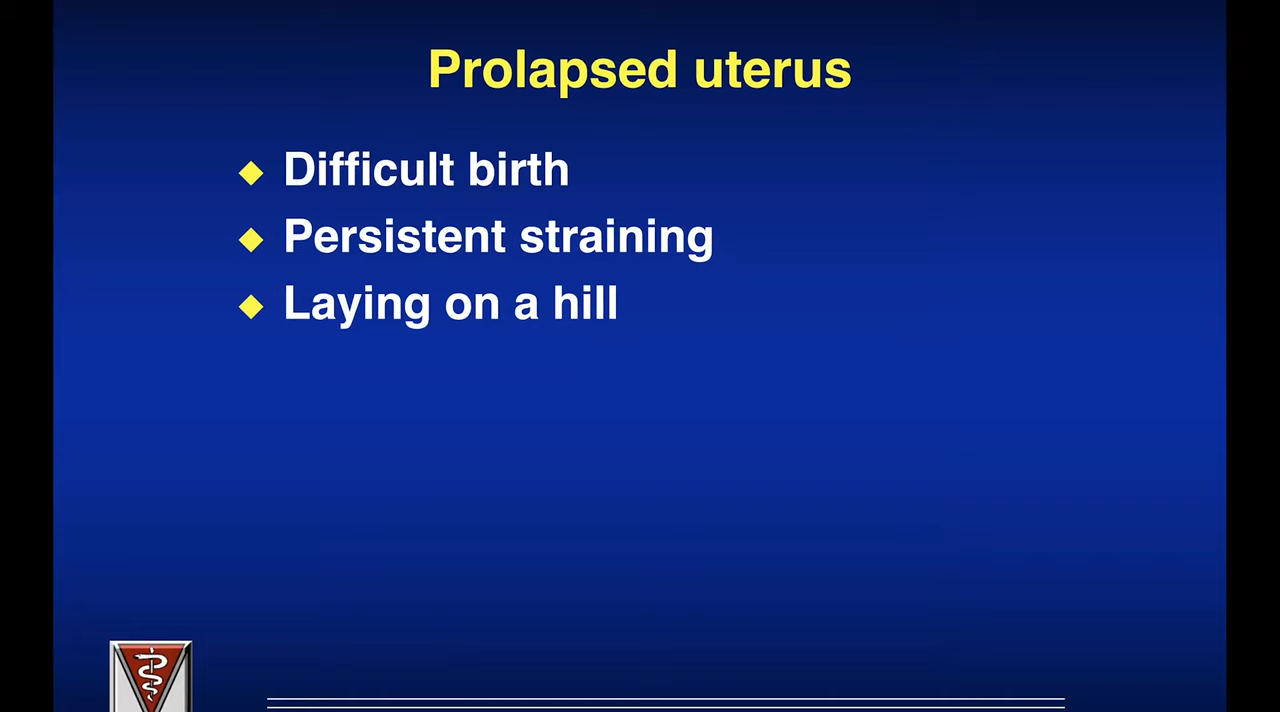 Prolapsed uterus
Difficult birth
Persistent straining
Laying on a hill